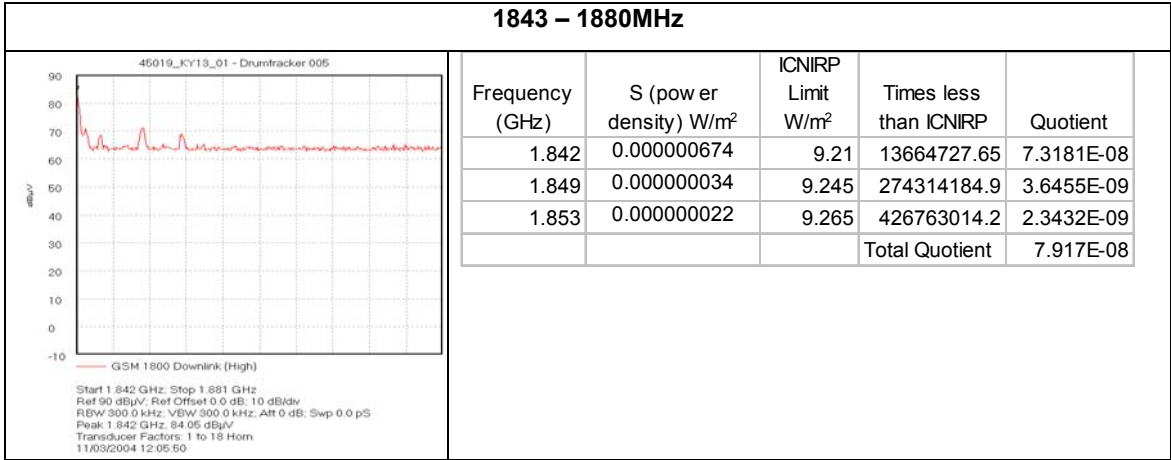 1843 – 1880MHz
45019_KY13_01 - Drumtracker 005
90
80
70
60
50
40
30
20
10
0
-10
dBµV
GSM 1800 Downlink (High)
Start 1.842 GHz; Stop 1.881 GHz
Ref 90 dBµV; Ref Offset 0.0 dB; 10 dB/div
RBW 300.0 kHz; VBW 300.0 kHz; Att 0 dB; Swp 0.0 pS
Peak 1.842 GHz, 84.05 dBµV
Transducer Factors: 1 to 18 Horn
11/03/2004 12:05:50
Frequency (GHz) S (pow er density) W/m² ICNIRP Limit W/m² Times less than ICNIRP Quotient
1.842 0.000000674 9.21 13664727.65 7.3181E-08
1.849 0.000000034 9.245 274314184.9 3.6455E-09
1.853 0.000000022 9.265 426763014.2 2.3432E-09
Total Quotient 7.917E-08